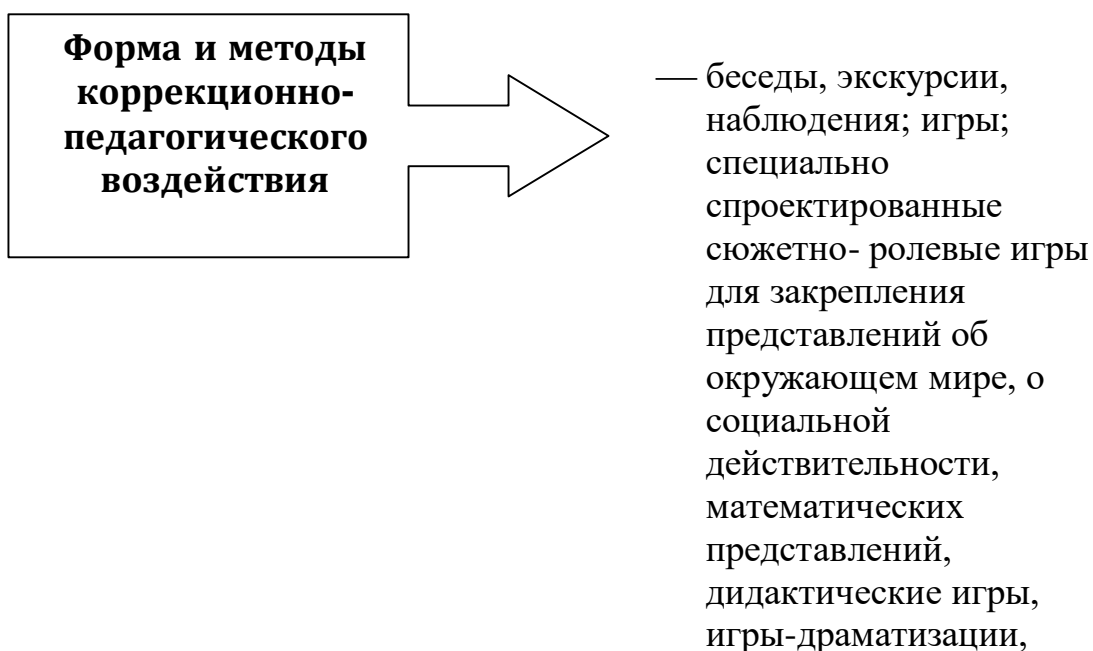 Форма и методы
коррекционно-
педагогического
воздействия
— беседы, экскурсии,
наблюдения; игры;
специально
спроектированные
сюжетно- ролевые игры
для закрепления
представлений об
окружающем мире, о
социальной
действительности,
математических
представлений,
дидактические игры,
игры-драматизации,